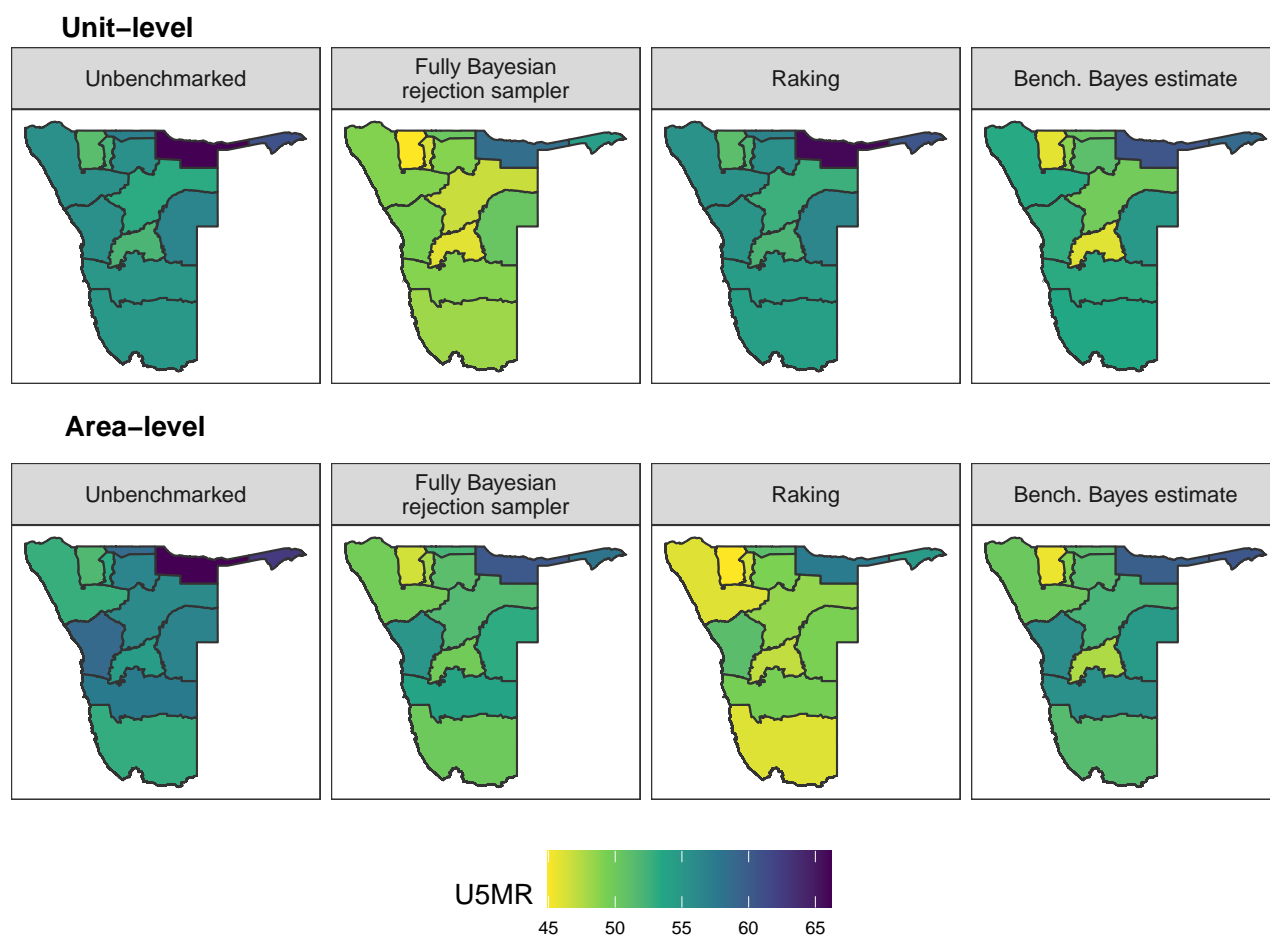 Unit−level
Unbenchmarked
Fully Bayesian
rejection sampler
Raking
Bench. Bayes estimate
Area−level
Unbenchmarked
Fully Bayesian
rejection sampler
Raking
Bench. Bayes estimate
U5MR
45 50 55 60 65